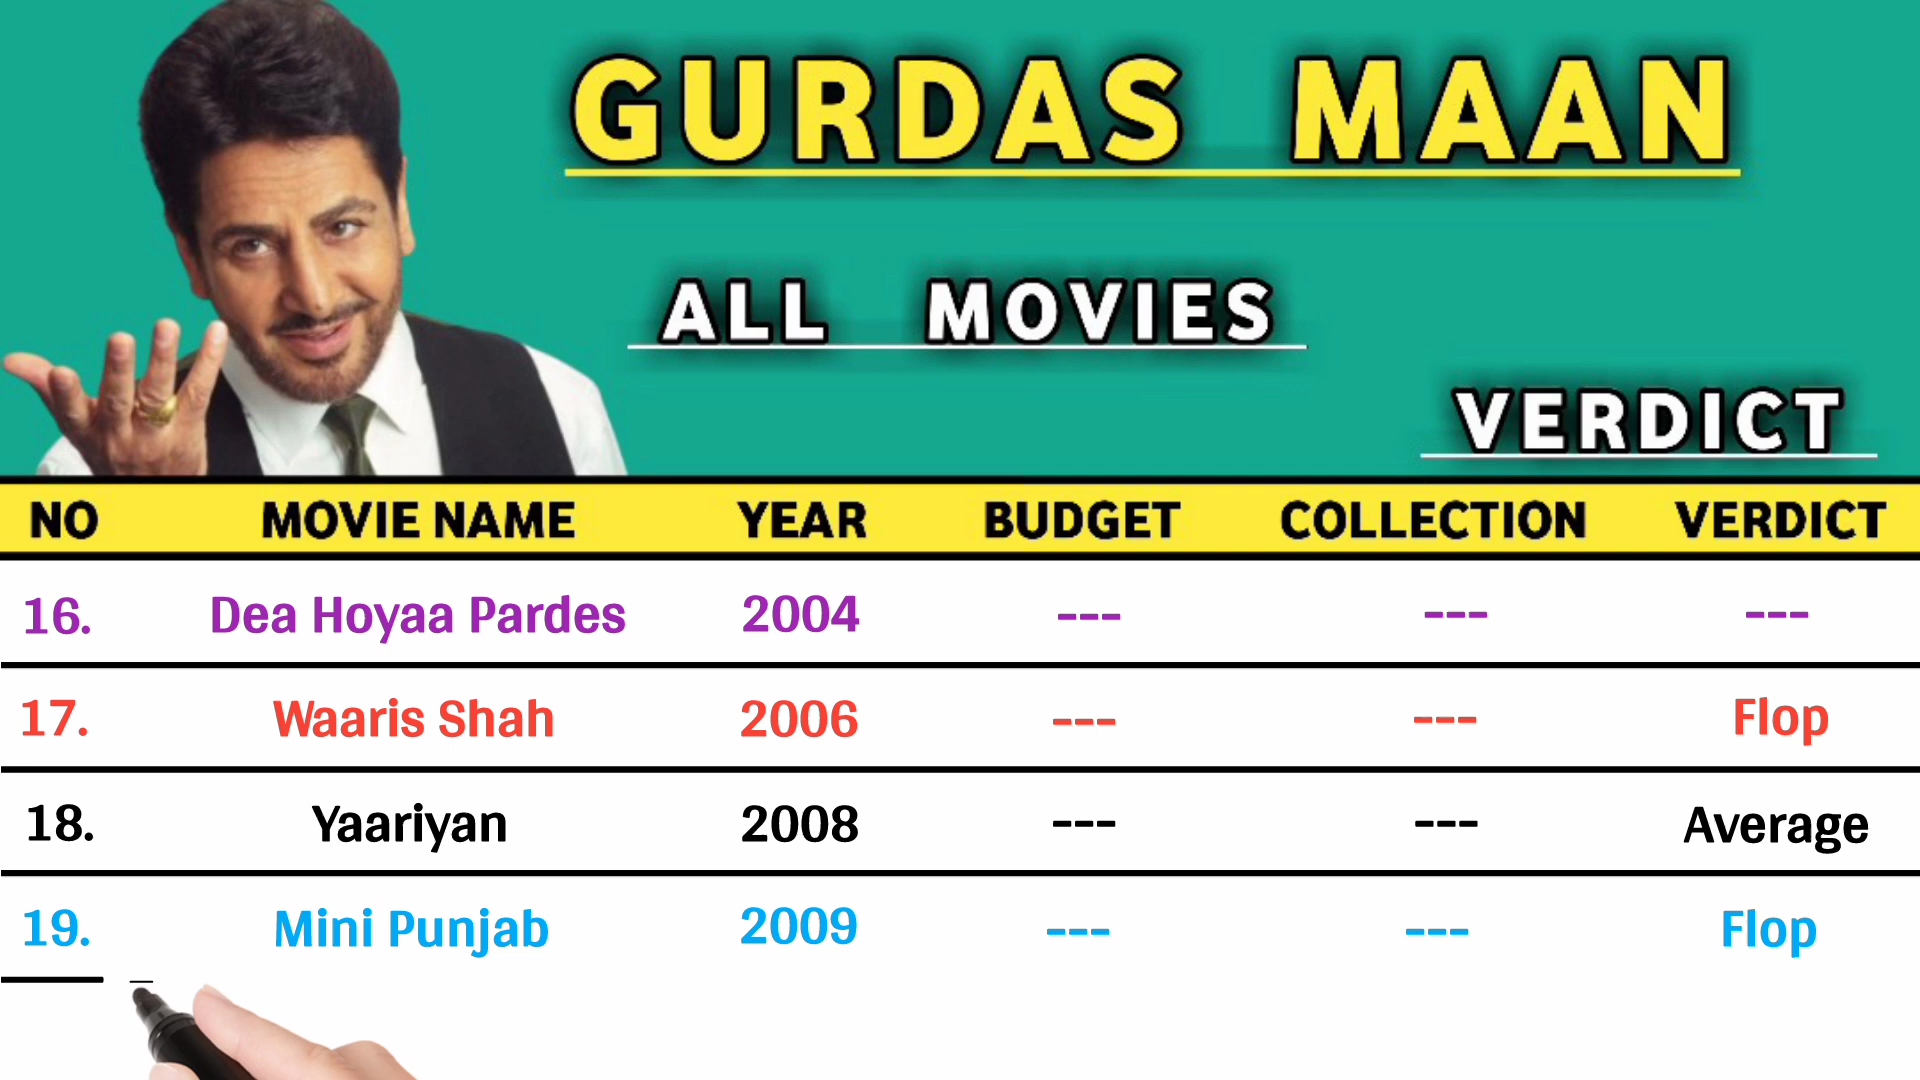 GURDAS MAAN
ALL MOVIES
VERDICT
NO MOVIE NAME YEAR BUDGET COLLECTION VERDICT
16. Dea Hoyaa Pardes 2004 --- --- ---
17. Waaris Shah 2006 --- --- Flop
18. Yaariyan 2008 --- --- Average
19. Mini Punjab 2009 --- --- Flop